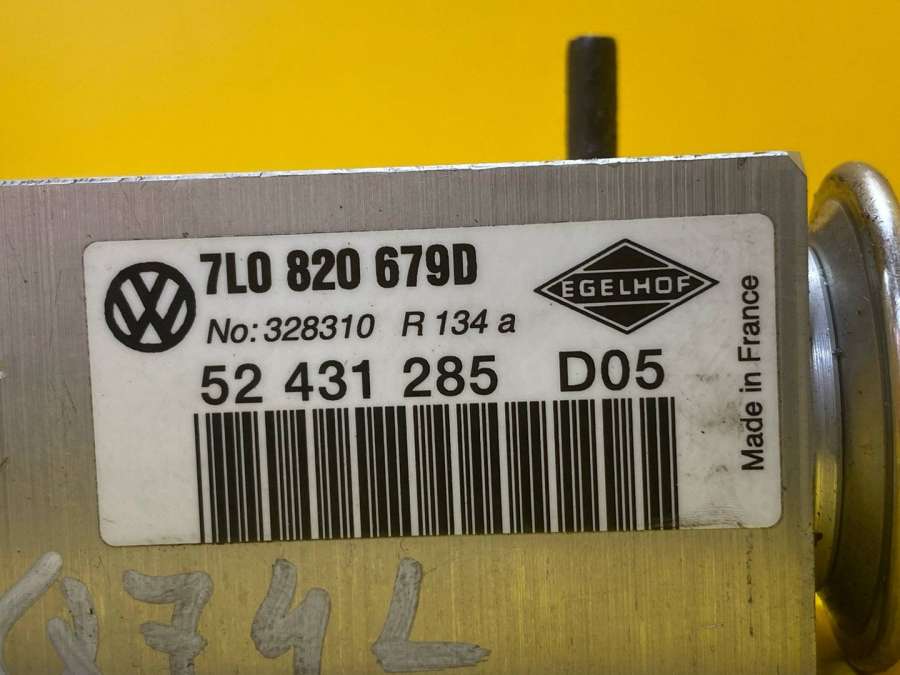 7L0 820 679D
No: 328310 R 134 a
52 431 285 D05
EGELHOF
Made in France